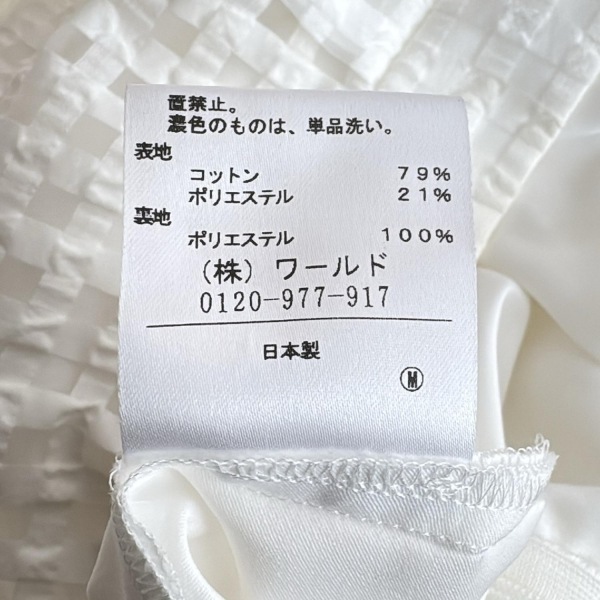 置禁止。
濃色のものは、単品洗い。
表地
コットン 79%
ポリエステル 21%
裏地
ポリエステル 100%
(株) ワールド
0120-977-917
日本製
Ⓜ